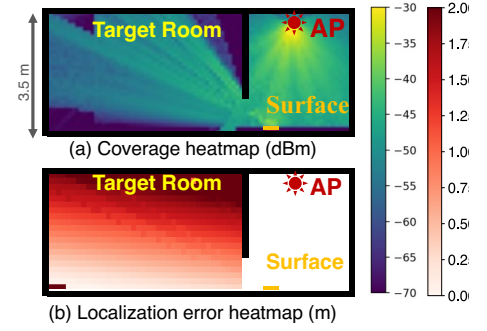 Target Room
AP
3.5 m
Surface
(a) Coverage heatmap (dBm)
Target Room
AP
Surface
(b) Localization error heatmap (m)
−30
−35
−40
−45
−50
−55
−60
−65
−70
2.00
1.75
1.50
1.25
1.00
0.75
0.50
0.25
0.00